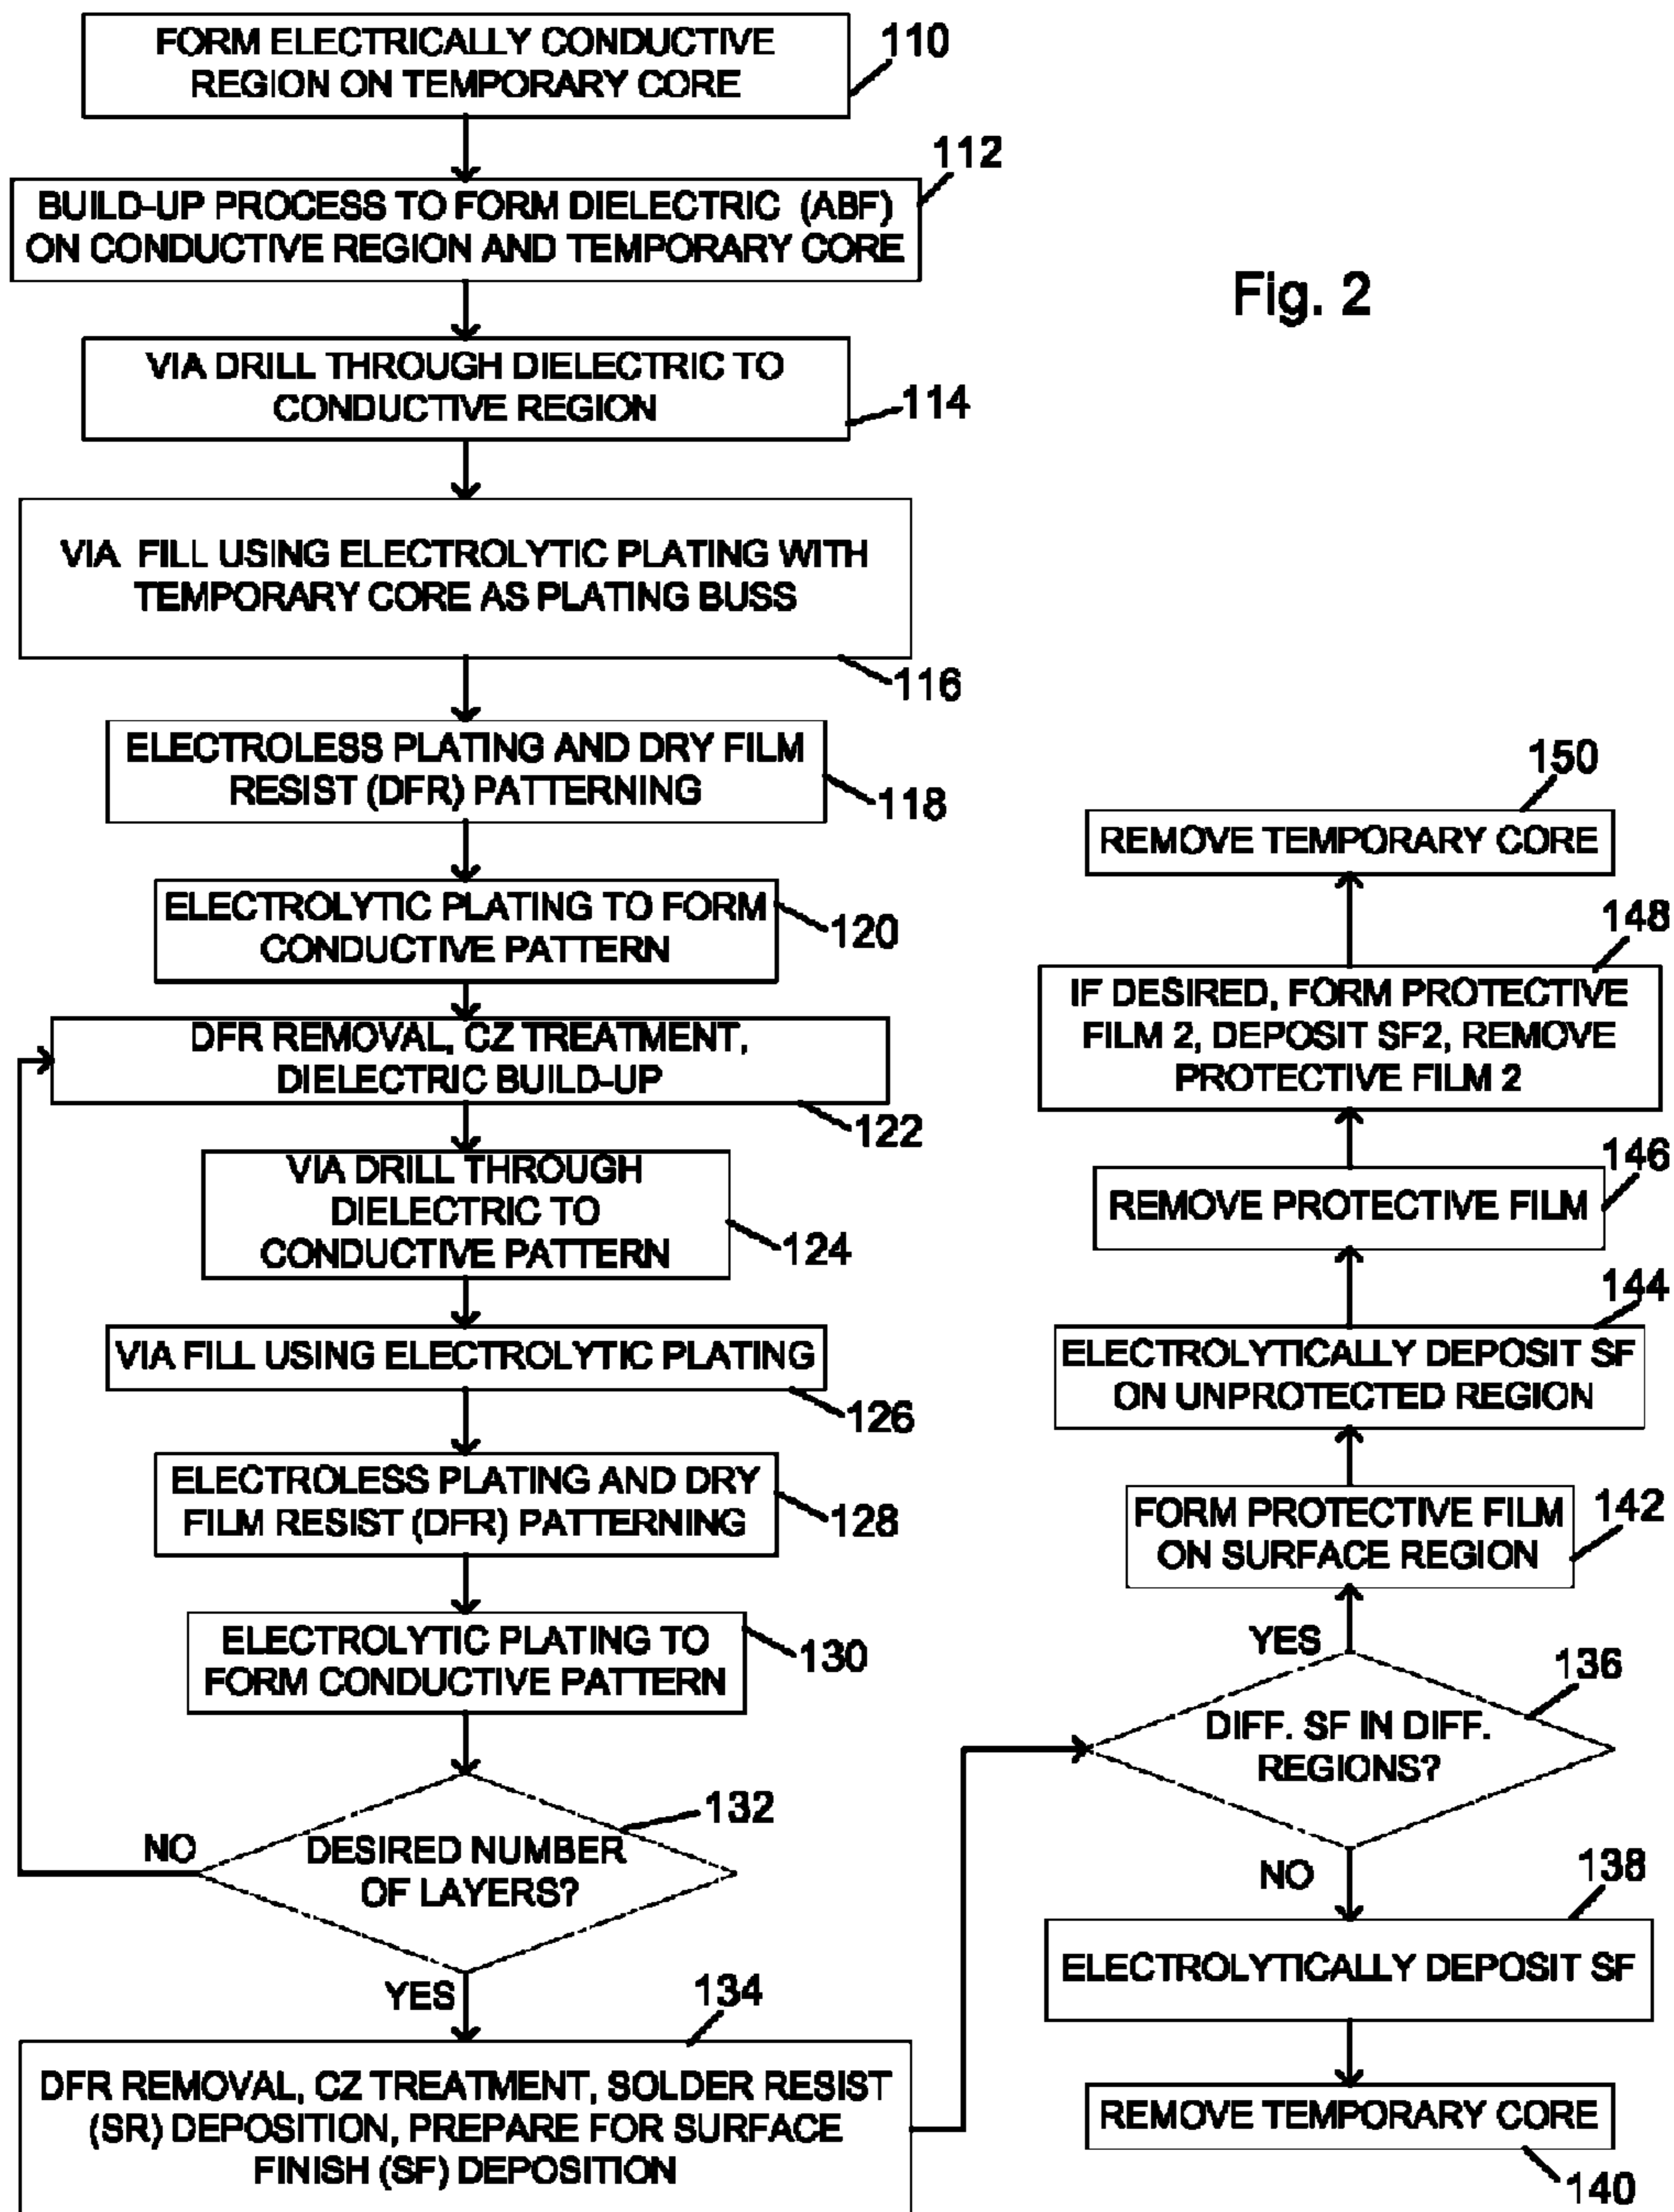 FORM ELECTRICALLY CONDUCTIVE
REGION ON TEMPORARY CORE
110
BUILD-UP PROCESS TO FORM DIELECTRIC (ABF)
ON CONDUCTIVE REGION AND TEMPORARY CORE
112
Fig. 2
VIA DRILL THROUGH DIELECTRIC TO
CONDUCTIVE REGION
114
VIA FILL USING ELECTROLYTIC PLATING WITH
TEMPORARY CORE AS PLATING BUSS
116
ELECTROLESS PLATING AND DRY FILM
RESIST (DFR) PATTERNING
118
ELECTROLYTIC PLATING TO FORM
CONDUCTIVE PATTERN
120
DFR REMOVAL, CZ TREATMENT,
DIELECTRIC BUILD-UP
122
VIA DRILL THROUGH
DIELECTRIC TO
CONDUCTIVE PATTERN
124
VIA FILL USING ELECTROLYTIC PLATING
126
ELECTROLESS PLATING AND DRY
FILM RESIST (DFR) PATTERNING
128
ELECTROLYTIC PLATING TO
FORM CONDUCTIVE PATTERN
130
DESIRED NUMBER
OF LAYERS?
132
NO
YES
134
DFR REMOVAL, CZ TREATMENT, SOLDER RESIST
(SR) DEPOSITION, PREPARE FOR SURFACE
FINISH (SF) DEPOSITION
150
REMOVE TEMPORARY CORE
148
IF DESIRED, FORM PROTECTIVE
FILM 2, DEPOSIT SF2, REMOVE
PROTECTIVE FILM 2
146
REMOVE PROTECTIVE FILM
144
ELECTROLYTICALLY DEPOSIT SF
ON UNPROTECTED REGION
FORM PROTECTIVE FILM
ON SURFACE REGION
142
YES
136
DIFF. SF IN DIFF.
REGIONS?
NO
138
ELECTROLYTICALLY DEPOSIT SF
REMOVE TEMPORARY CORE
140